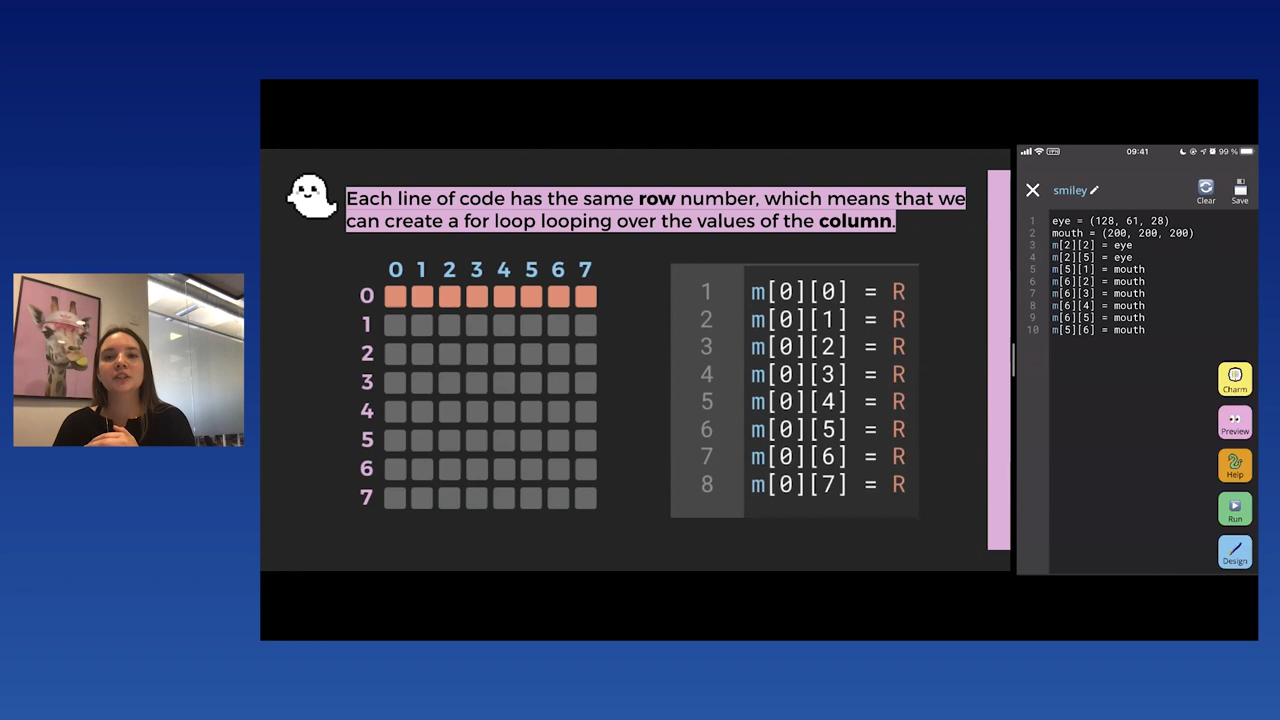 Each line of code has the same row number, which means that we
can create a for loop looping over the values of the column.
0 1 2 3 4 5 6 7
0
1
2
3
4
5
6
7
1 m[0][0] = R
2 m[0][1] = R
3 m[0][2] = R
4 m[0][3] = R
5 m[0][4] = R
6 m[0][5] = R
7 m[0][6] = R
8 m[0][7] = R
VPN 09:41 99 %
smiley
Clear Save
1 eye = (128, 61, 28)
2 mouth = (200, 200, 200)
3 m[2][2] = eye
4 m[2][5] = eye
5 m[5][1] = mouth
6 m[6][2] = mouth
7 m[6][3] = mouth
8 m[6][4] = mouth
9 m[6][5] = mouth
10 m[5][6] = mouth
Charm
Preview
Help
Run
Design